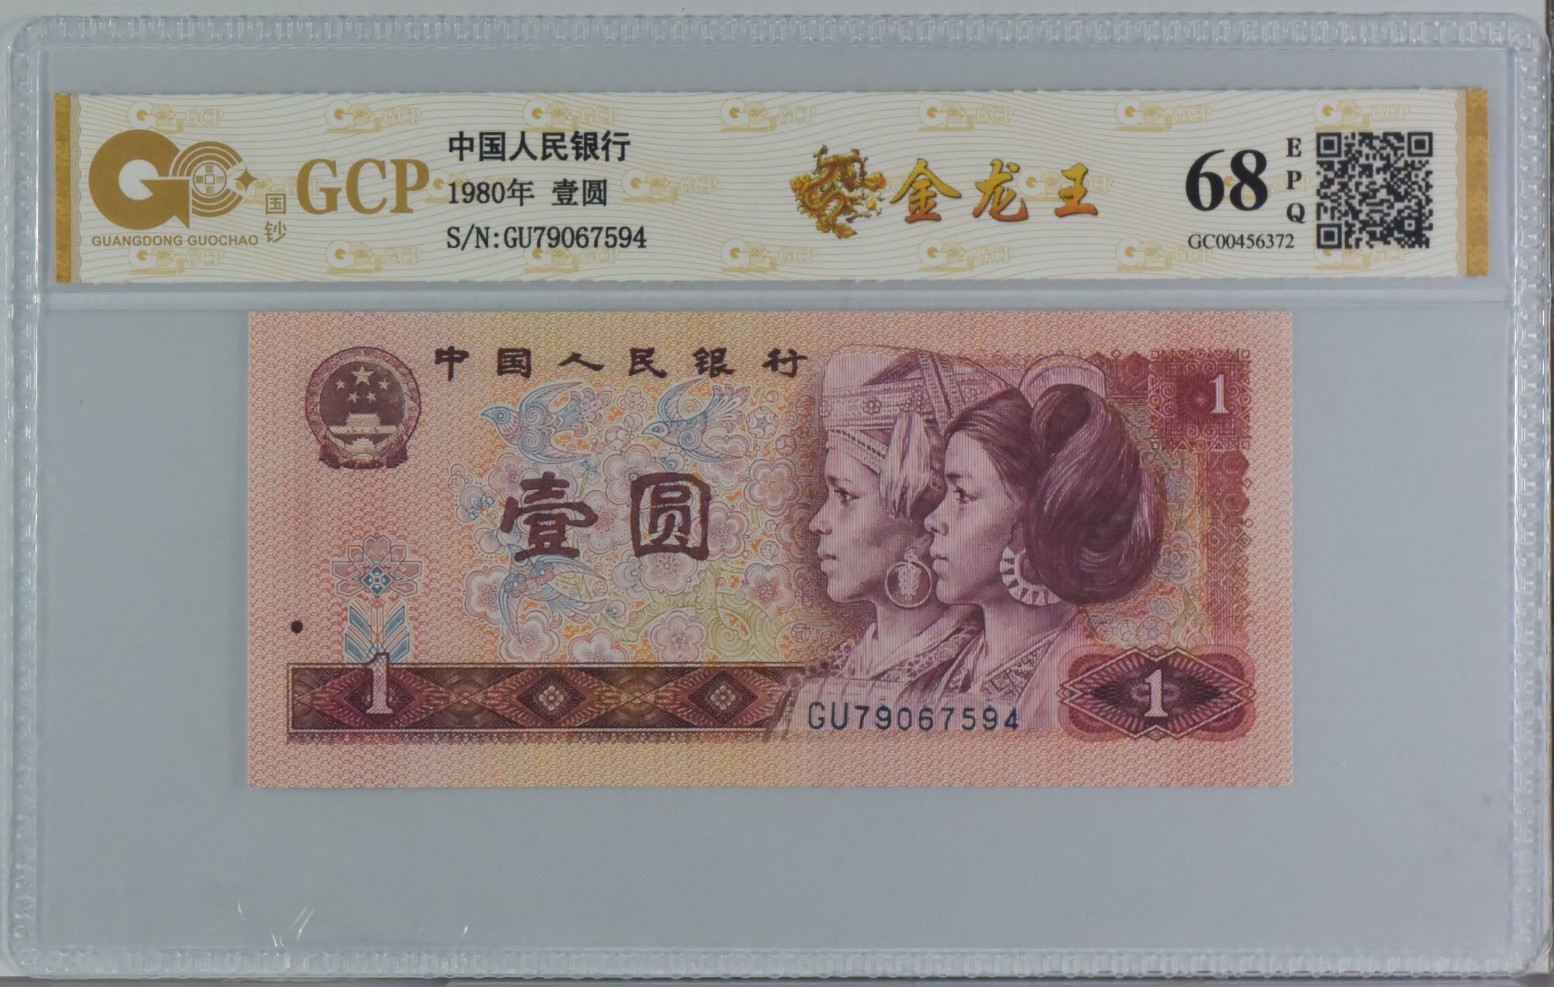 GCP
国钞
GUANGDONG GUOCHAO
中国人民银行
1980年 壹圆
S/N:GU79067594
金龙王
68
EPQ
GC00456372
中国人民银行
1
壹圆
1
GU79067594
1